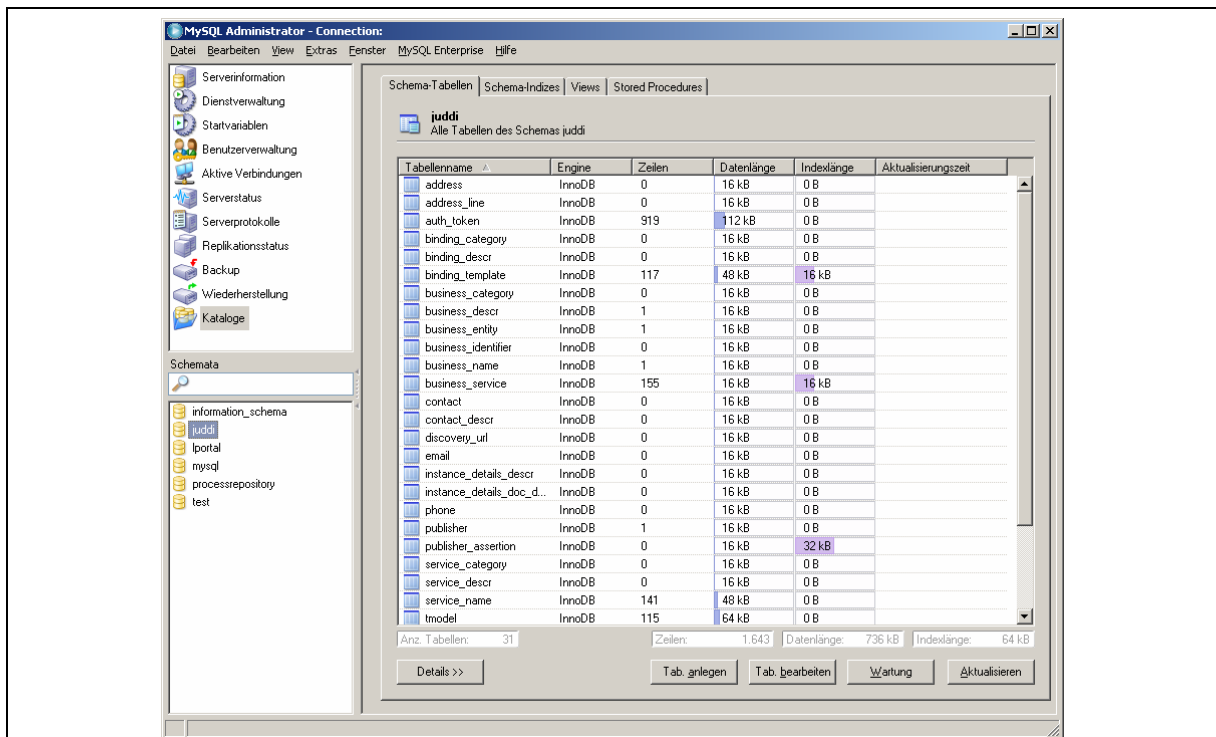 MySQL Administrator - Connection:
Datei Bearbeiten View Extras Fenster MySQL Enterprise Hilfe
Serverinformation
Dienstverwaltung
Startvariablen
Benutzerverwaltung
Aktive Verbindungen
Serverstatus
Serverprotokolle
Replikationsstatus
Backup
Wiederherstellung
Kataloge
Schemata
information_schema
juddi
lportal
mysql
processrepository
test
Schema-Tabellen Schema-Indizes Views Stored Procedures
juddi
Alle Tabellen des Schemas juddi
Tabellenname Engine Zeilen Datenlänge Indexlänge Aktualisierungszeit
address InnoDB 0 16 kB 0 B
address_line InnoDB 0 16 kB 0 B
auth_token InnoDB 919 112 kB 0 B
binding_category InnoDB 0 16 kB 0 B
binding_descr InnoDB 0 16 kB 0 B
binding_template InnoDB 117 48 kB 16 kB
business_category InnoDB 0 16 kB 0 B
business_descr InnoDB 1 16 kB 0 B
business_entity InnoDB 1 16 kB 0 B
business_identifier InnoDB 0 16 kB 0 B
business_name InnoDB 1 16 kB 0 B
business_service InnoDB 155 16 kB 16 kB
contact InnoDB 0 16 kB 0 B
contact_descr InnoDB 0 16 kB 0 B
discovery_url InnoDB 0 16 kB 0 B
email InnoDB 0 16 kB 0 B
instance_details_descr InnoDB 0 16 kB 0 B
instance_details_doc_d... InnoDB 0 16 kB 0 B
phone InnoDB 0 16 kB 0 B
publisher InnoDB 1 16 kB 0 B
publisher_assertion InnoDB 0 16 kB 32 kB
service_category InnoDB 0 16 kB 0 B
service_descr InnoDB 0 16 kB 0 B
service_name InnoDB 141 48 kB 0 B
tmodel InnoDB 115 64 kB 0 B
Anz. Tabellen: 31 Zeilen: 1.643 Datenlänge: 736 kB Indexlänge: 64 kB
Details >> Tab. anlegen Tab. bearbeiten Wartung Aktualisieren